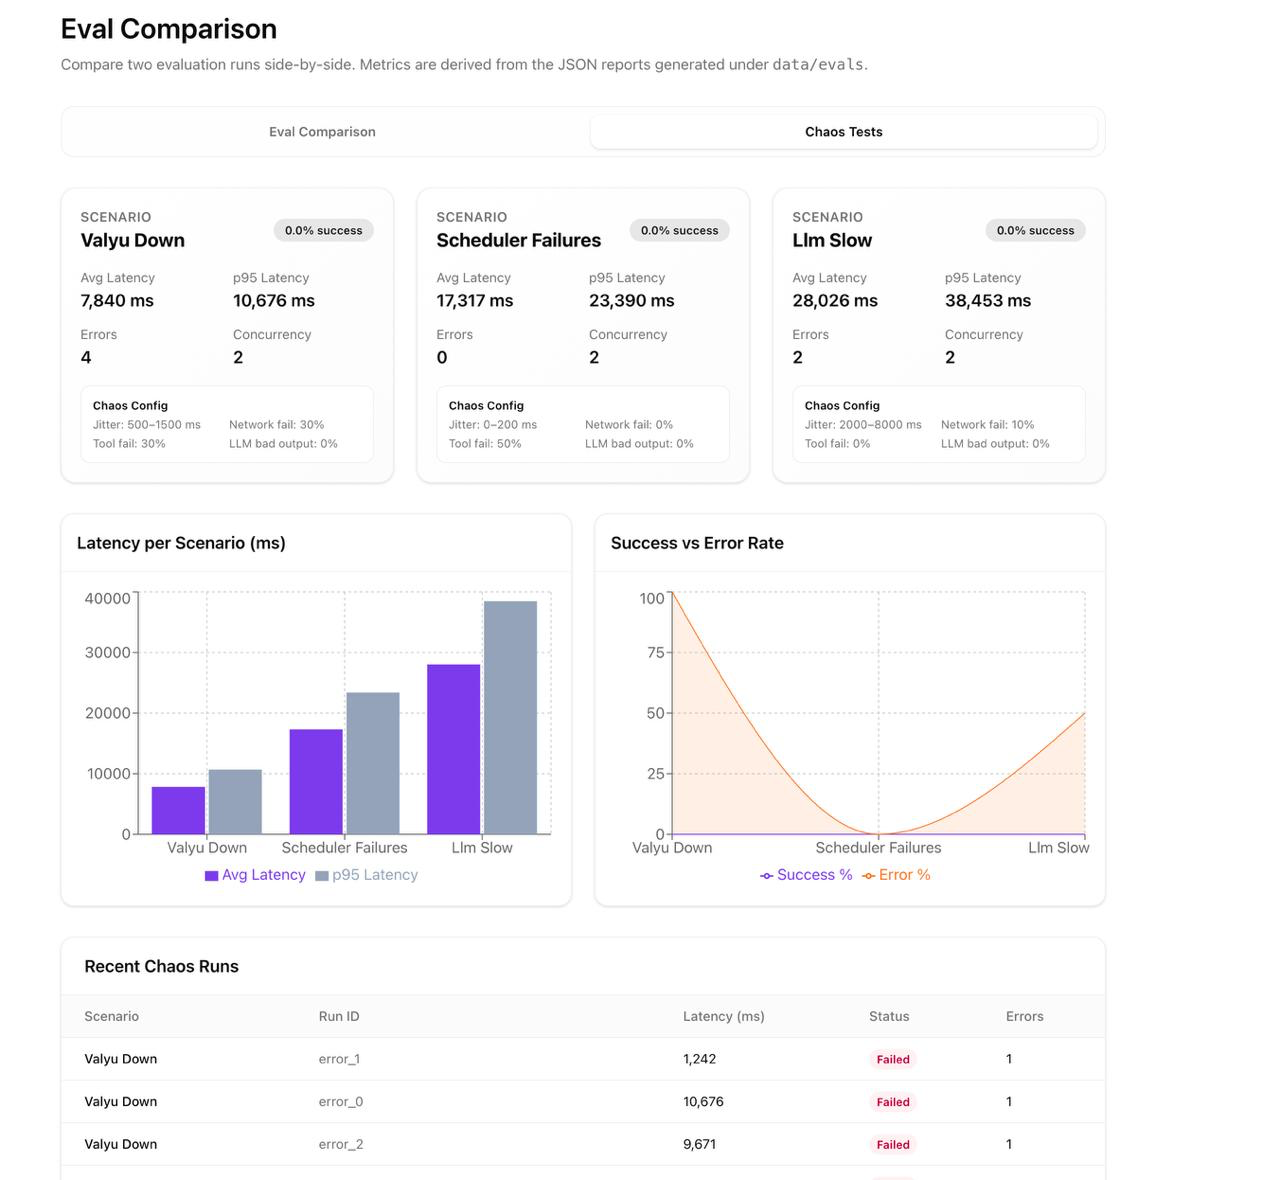 Eval Comparison
Compare two evaluation runs side-by-side. Metrics are derived from the JSON reports generated under data/evals.
Eval Comparison
Chaos Tests
SCENARIO
Valyu Down
0.0% success
Avg Latency
p95 Latency
7,840 ms
10,676 ms
Errors
Concurrency
4
2
Chaos Config
Jitter: 500–1500 ms
Network fail: 30%
Tool fail: 30%
LLM bad output: 0%
SCENARIO
Scheduler Failures
0.0% success
Avg Latency
p95 Latency
17,317 ms
23,390 ms
Errors
Concurrency
0
2
Chaos Config
Jitter: 0–200 ms
Network fail: 0%
Tool fail: 50%
LLM bad output: 0%
SCENARIO
Llm Slow
0.0% success
Avg Latency
p95 Latency
28,026 ms
38,453 ms
Errors
Concurrency
2
2
Chaos Config
Jitter: 2000–8000 ms
Network fail: 10%
Tool fail: 0%
LLM bad output: 0%
Latency per Scenario (ms)
40000
30000
20000
10000
0
Valyu Down
Scheduler Failures
Llm Slow
Avg Latency
p95 Latency
Success vs Error Rate
100
75
50
25
0
Valyu Down
Scheduler Failures
Llm Slow
Success %
Error %
Recent Chaos Runs
Scenario Run ID Latency (ms) Status Errors
Valyu Down error_1 1,242 Failed 1
Valyu Down error_0 10,676 Failed 1
Valyu Down error_2 9,671 Failed 1